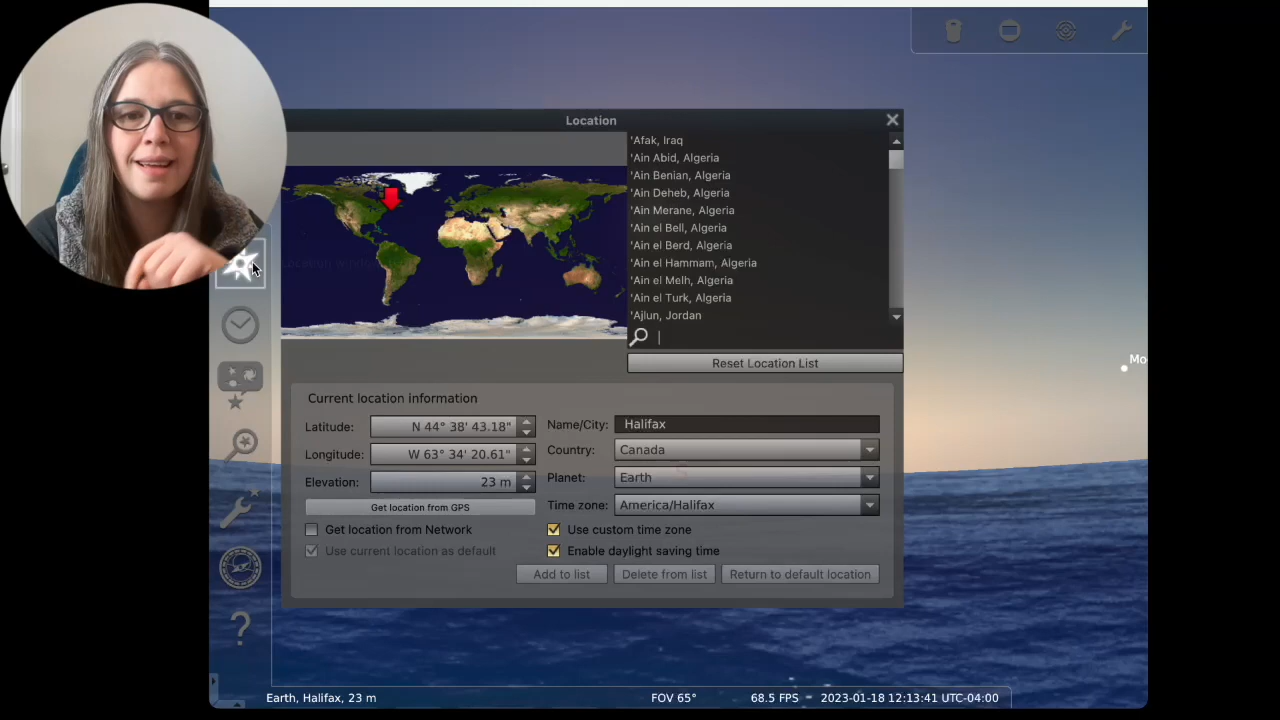 Location
'Afak, Iraq
'Ain Abid, Algeria
'Ain Benian, Algeria
'Ain Deheb, Algeria
'Ain Merane, Algeria
'Ain el Bell, Algeria
'Ain el Berd, Algeria
'Ain el Hammam, Algeria
'Ain el Melh, Algeria
'Ain el Turk, Algeria
'Ajlun, Jordan
Reset Location List
Mo
Current location information
Latitude: N 44° 38' 43.18"
Longitude: W 63° 34' 20.61"
Elevation: 23 m
Get location from GPS
Get location from Network
Use current location as default
Name/City: Halifax
Country: Canada
Planet: Earth
Time zone: America/Halifax
Use custom time zone
Enable daylight saving time
Add to list
Delete from list
Return to default location
Earth, Halifax, 23 m
FOV 65°
68.5 FPS
2023-01-18 12:13:41 UTC-04:00